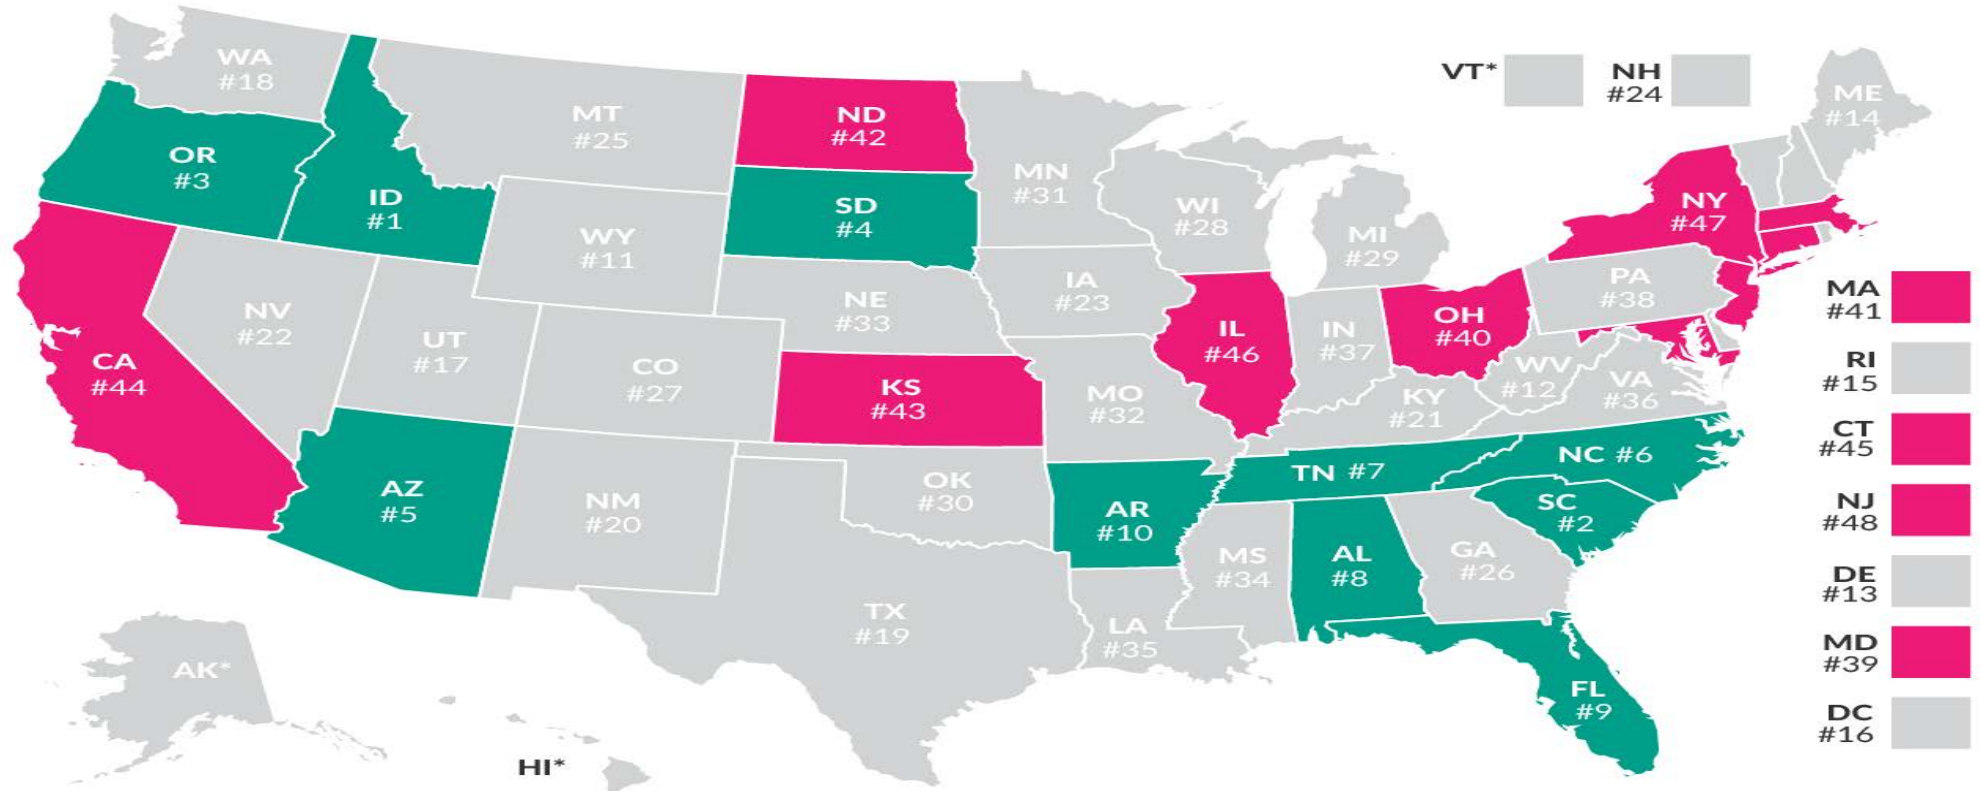 WA
#18
OR
#3
ID
#1
MT
#25
ND
#42
SD
#4
WY
#11
MN
#31
WI
#28
MI
#29
VT*
NH
#24
ME
#14
NY
#47
CA
#44
NV
#22
UT
#17
CO
#27
NE
#33
KS
#43
IA
#23
MO
#32
IL
#46
IN
#37
OH
#40
PA
#38
WV
#12
VA
#36
KY
#21
AZ
#5
NM
#20
OK
#30
TX
#19
AR
#10
LA
#35
MS
#34
AL
#8
TN #7
NC #6
SC
#2
GA
#26
FL
#9
AK*
HI*
MA
#41
RI
#15
CT
#45
NJ
#48
DE
#13
MD
#39
DC
#16